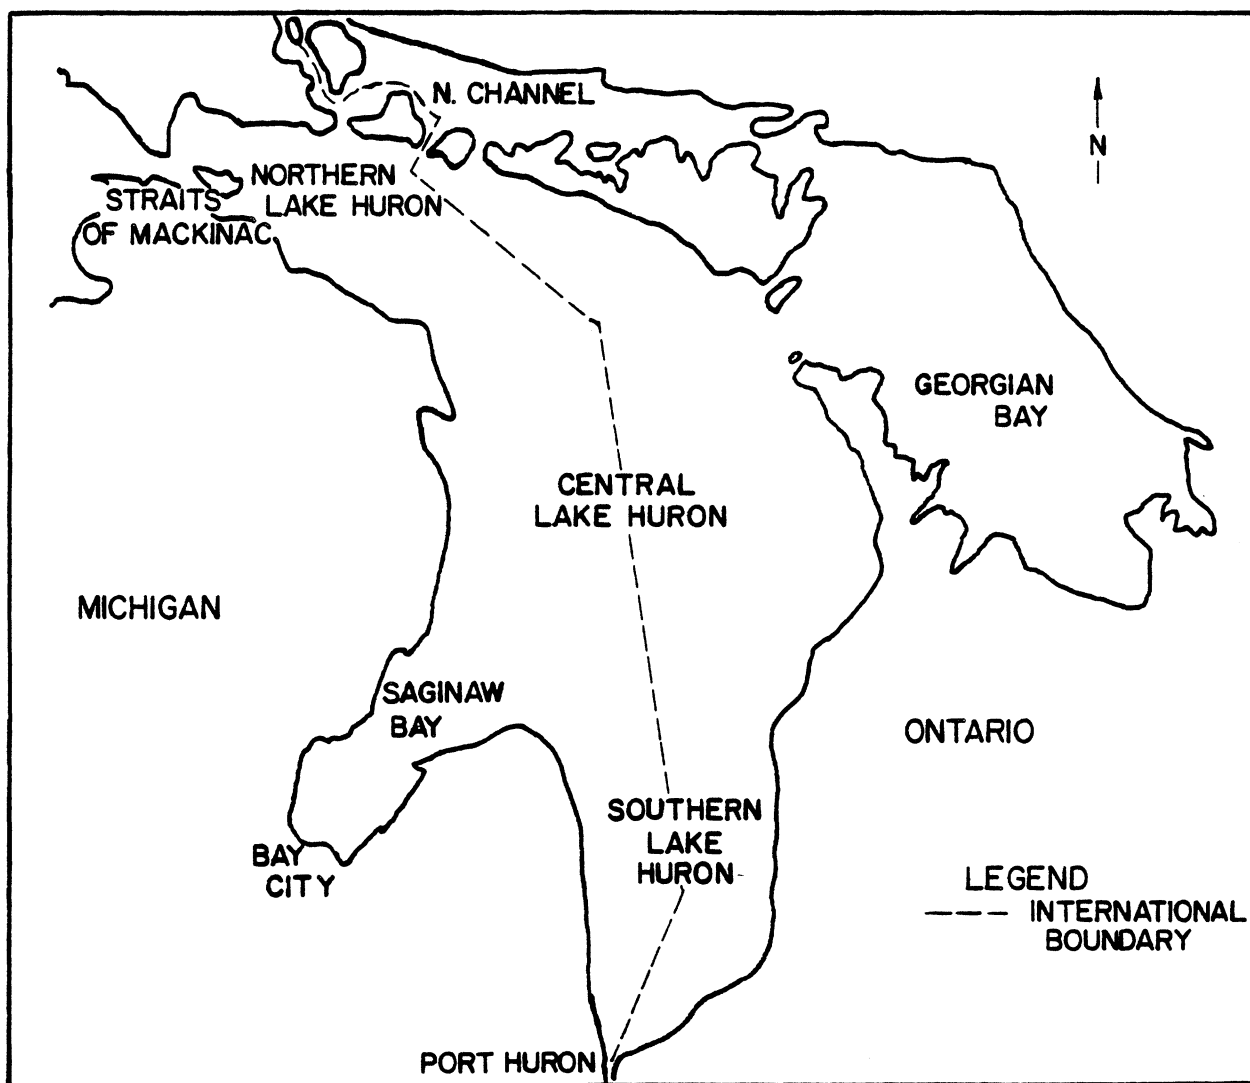 N. CHANNEL
N
NORTHERN
LAKE HURON
STRAITS
OF MACKINAC
GEORGIAN
BAY
CENTRAL
LAKE HURON
MICHIGAN
SAGINAW
BAY
ONTARIO
SOUTHERN
LAKE
HURON
BAY
CITY
LEGEND
INTERNATIONAL
BOUNDARY
PORT HURON